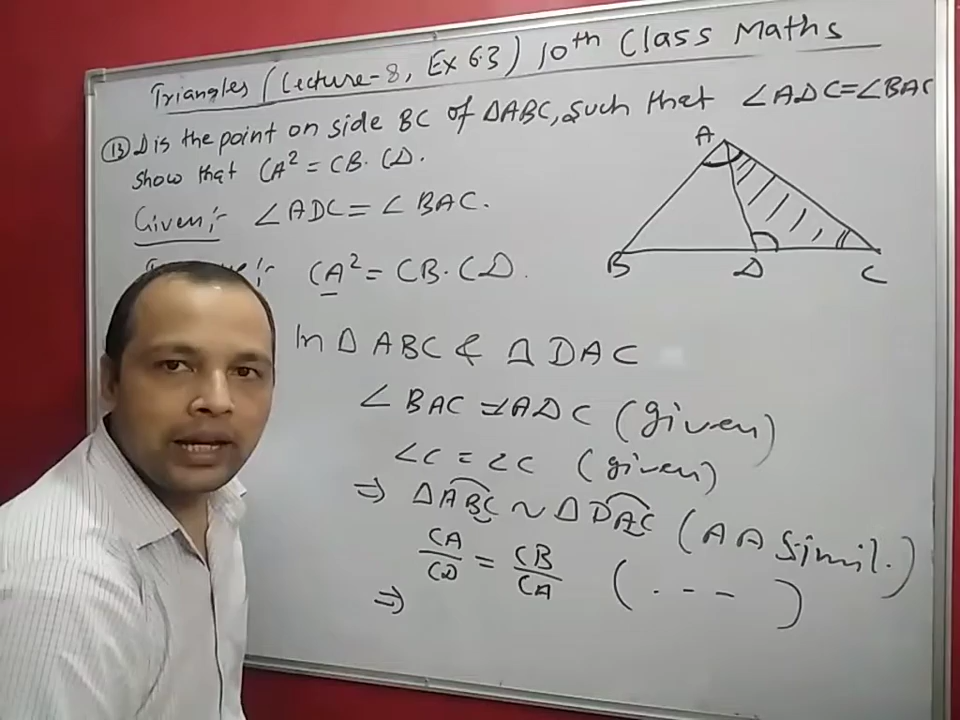 Triangles (Lecture-8, Ex 6.3) 10th Class Maths
(13) D is the point on side BC of ΔABC, such that ∠ADC=∠BAC
show that CA² = CB. CD.
Given:- ∠ADC = ∠BAC.
CA² = CB. CD.
A
B
D
C
In Δ ABC & Δ DAC
∠BAC = ∠ADC (given)
∠C = ∠C (given)
⇒ ΔABC ~ ΔDAC (AA Simil.)
CA/CD = CB/CA (. - - -)
⇒